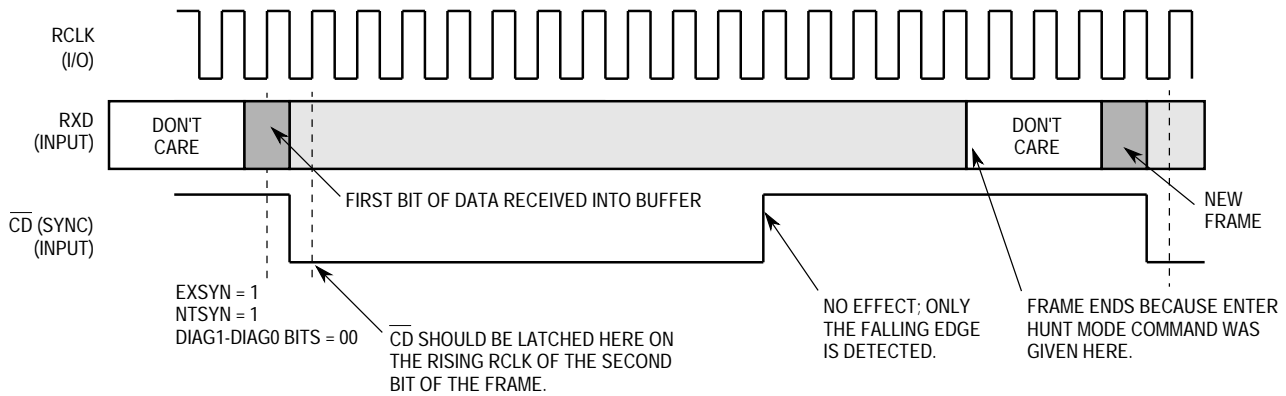 RCLK
(I/O)
RXD
(INPUT)
DON'T
CARE
DON'T
CARE
FIRST BIT OF DATA RECEIVED INTO BUFFER
NEW
FRAME
CD (SYNC)
(INPUT)
EXSYN = 1
NTSYN = 1
DIAG1-DIAG0 BITS = 00
CD SHOULD BE LATCHED HERE ON
THE RISING RCLK OF THE SECOND
BIT OF THE FRAME.
NO EFFECT; ONLY
THE FALLING EDGE
IS DETECTED.
FRAME ENDS BECAUSE ENTER
HUNT MODE COMMAND WAS
GIVEN HERE.